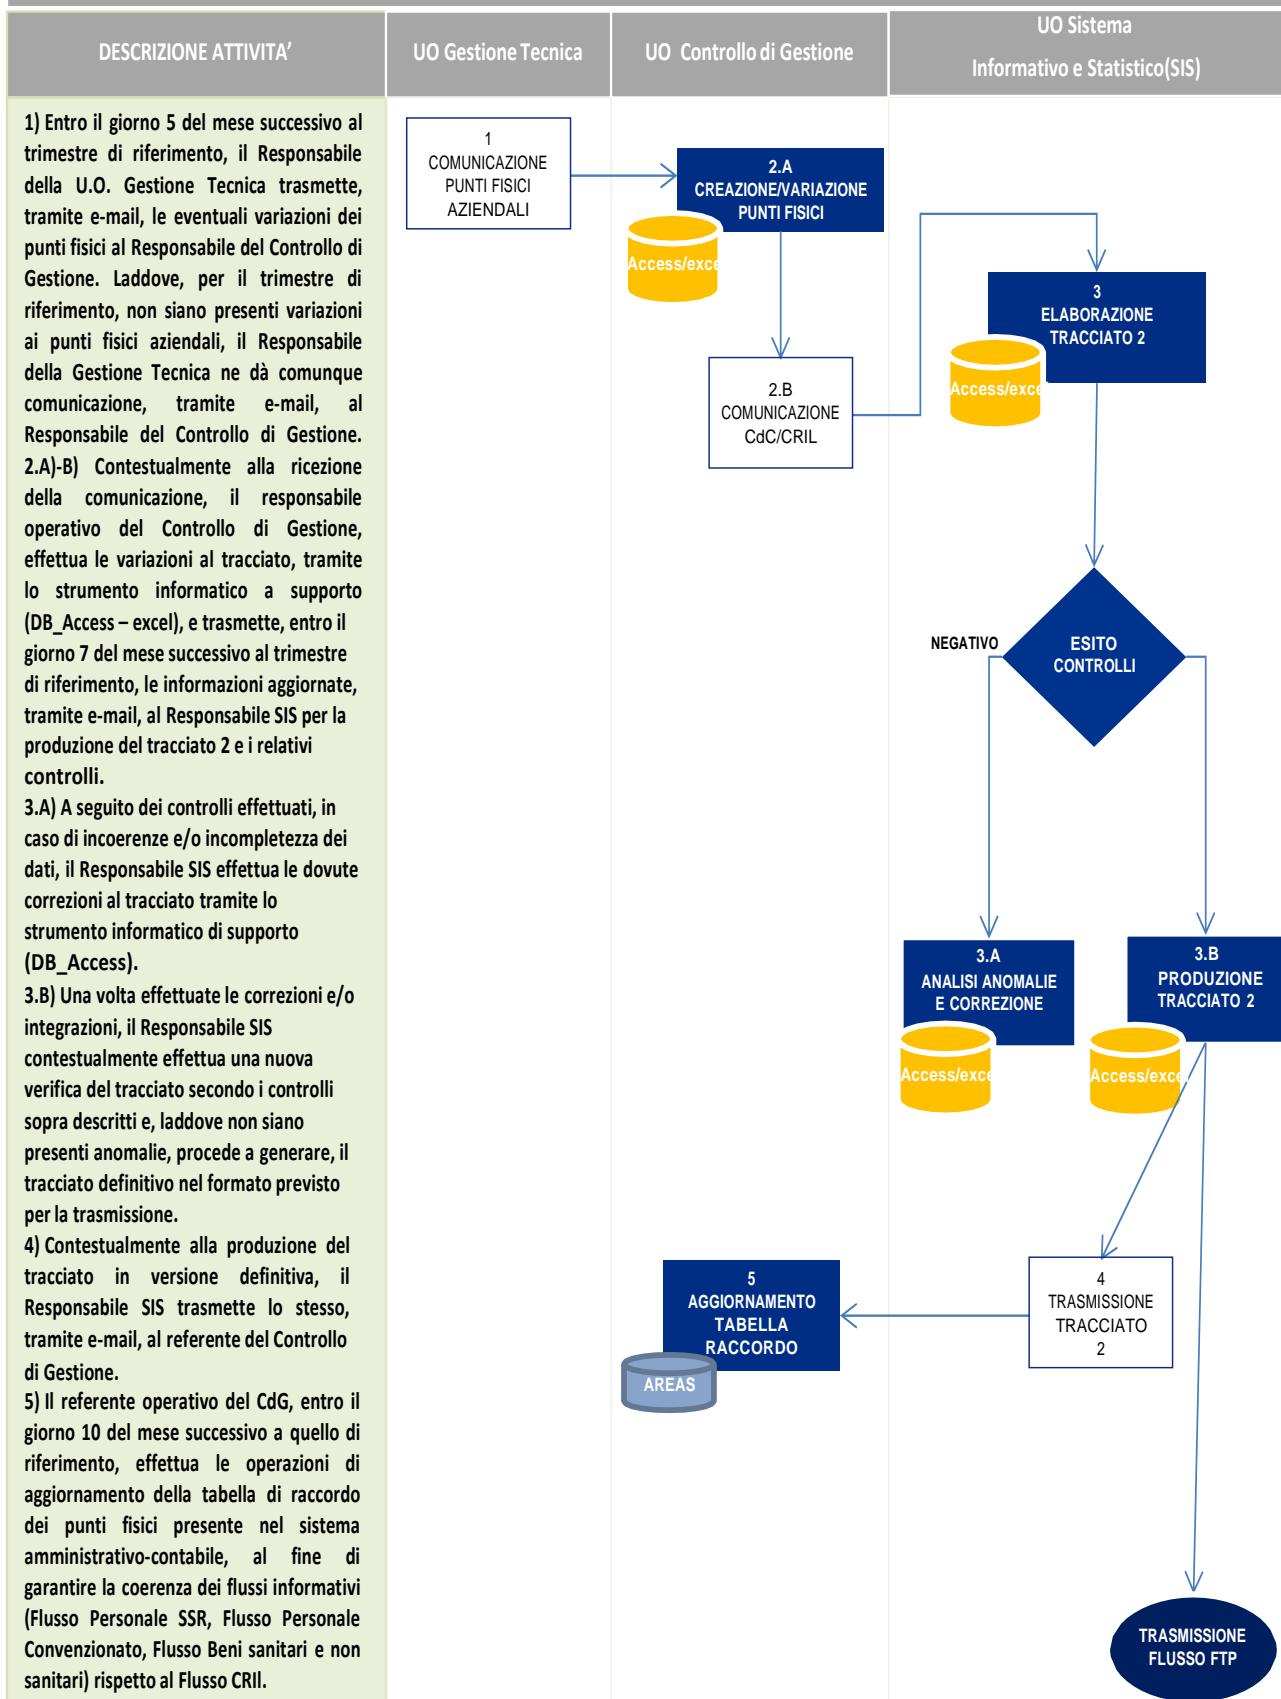 DESCRIZIONE ATTIVITA’
UO Gestione Tecnica
UO Controllo di Gestione
UO Sistema
Informativo e Statistico(SIS)
1) Entro il giorno 5 del mese successivo al
trimestre di riferimento, il Responsabile
della U.O. Gestione Tecnica trasmette,
tramite e-mail, le eventuali variazioni dei
punti fisici al Responsabile del Controllo di
Gestione. Laddove, per il trimestre di
riferimento, non siano presenti variazioni
ai punti fisici aziendali, il Responsabile
della Gestione Tecnica ne dà comunque
comunicazione, tramite e-mail, al
Responsabile del Controllo di Gestione.
2.A)-B) Contestualmente alla ricezione
della comunicazione, il responsabile
operativo del Controllo di Gestione,
effettua le variazioni al tracciato, tramite
lo strumento informatico a supporto
(DB_Access – excel), e trasmette, entro il
giorno 7 del mese successivo al trimestre
di riferimento, le informazioni aggiornate,
tramite e-mail, al Responsabile SIS per la
produzione del tracciato 2 e i relativi
controlli.
3.A) A seguito dei controlli effettuati, in
caso di incoerenze e/o incompletezza dei
dati, il Responsabile SIS effettua le dovute
correzioni al tracciato tramite lo
strumento informatico di supporto
(DB_Access).
3.B) Una volta effettuate le correzioni e/o
integrazioni, il Responsabile SIS
contestualmente effettua una nuova
verifica del tracciato secondo i controlli
sopra descritti e, laddove non siano
presenti anomalie, procede a generare, il
tracciato definitivo nel formato previsto
per la trasmissione.
4) Contestualmente alla produzione del
tracciato in versione definitiva, il
Responsabile SIS trasmette lo stesso,
tramite e-mail, al referente del Controllo
di Gestione.
5) Il referente operativo del CdG, entro il
giorno 10 del mese successivo a quello di
riferimento, effettua le operazioni di
aggiornamento della tabella di raccordo
dei punti fisici presente nel sistema
amministrativo-contabile, al fine di
garantire la coerenza dei flussi informativi
(Flusso Personale SSR, Flusso Personale
Convenzionato, Flusso Beni sanitari e non
sanitari) rispetto al Flusso CRIl.
1
COMUNICAZIONE
PUNTI FISICI
AZIENDALI
2.A
CREAZIONE/VARIAZIONE
PUNTI FISICI
Access/exce
2.B
COMUNICAZIONE
CdC/CRIL
3
ELABORAZIONE
TRACCIATO 2
Access/exce
NEGATIVO
ESITO
CONTROLLI
3.A
ANALISI ANOMALIE
E CORREZIONE
Access/exce
3.B
PRODUZIONE
TRACCIATO 2
Access/exce
4
TRASMISSIONE
TRACCIATO
2
5
AGGIORNAMENTO
TABELLA
RACCORDO
AREAS
TRASMISSIONE
FLUSSO FTP